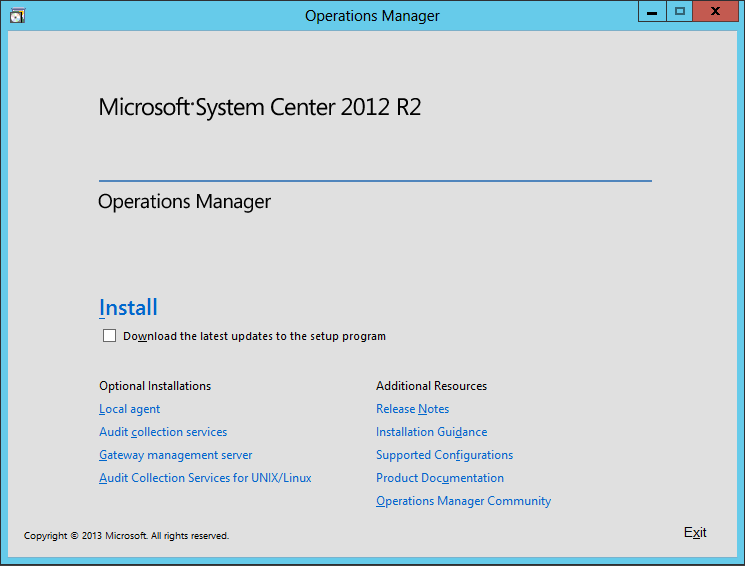 Operations Manager
Microsoft System Center 2012 R2
Operations Manager
Install
Download the latest updates to the setup program
Optional Installations
Local agent
Audit collection services
Gateway management server
Audit Collection Services for UNIX/Linux
Additional Resources
Release Notes
Installation Guidance
Supported Configurations
Product Documentation
Operations Manager Community
Copyright © 2013 Microsoft. All rights reserved.
Exit